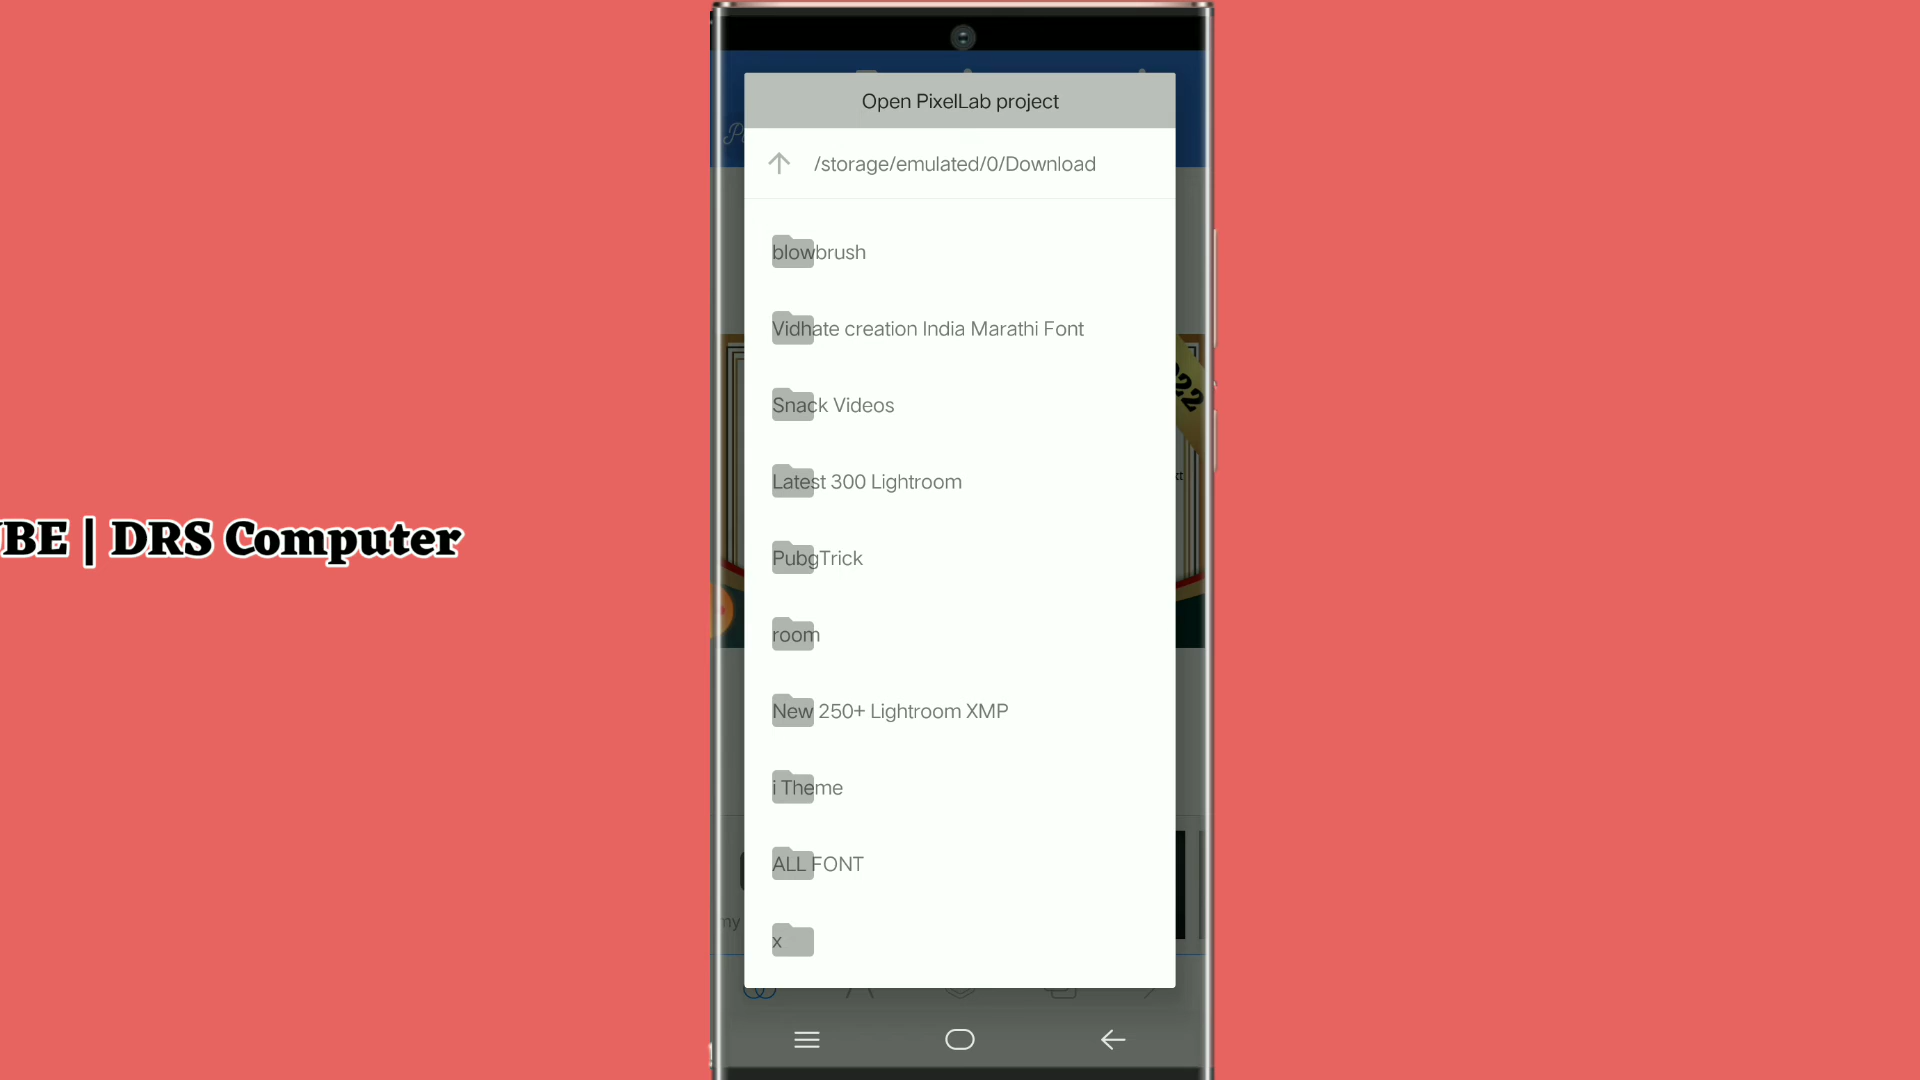 Open PixelLab project
/storage/emulated/0/Download
blowbrush
Vidhate creation India Marathi Font
Snack Videos
Latest 300 Lightroom
BE | DRS Computer
PubgTrick
room
New 250+ Lightroom XMP
i Theme
ALL FONT
my
x